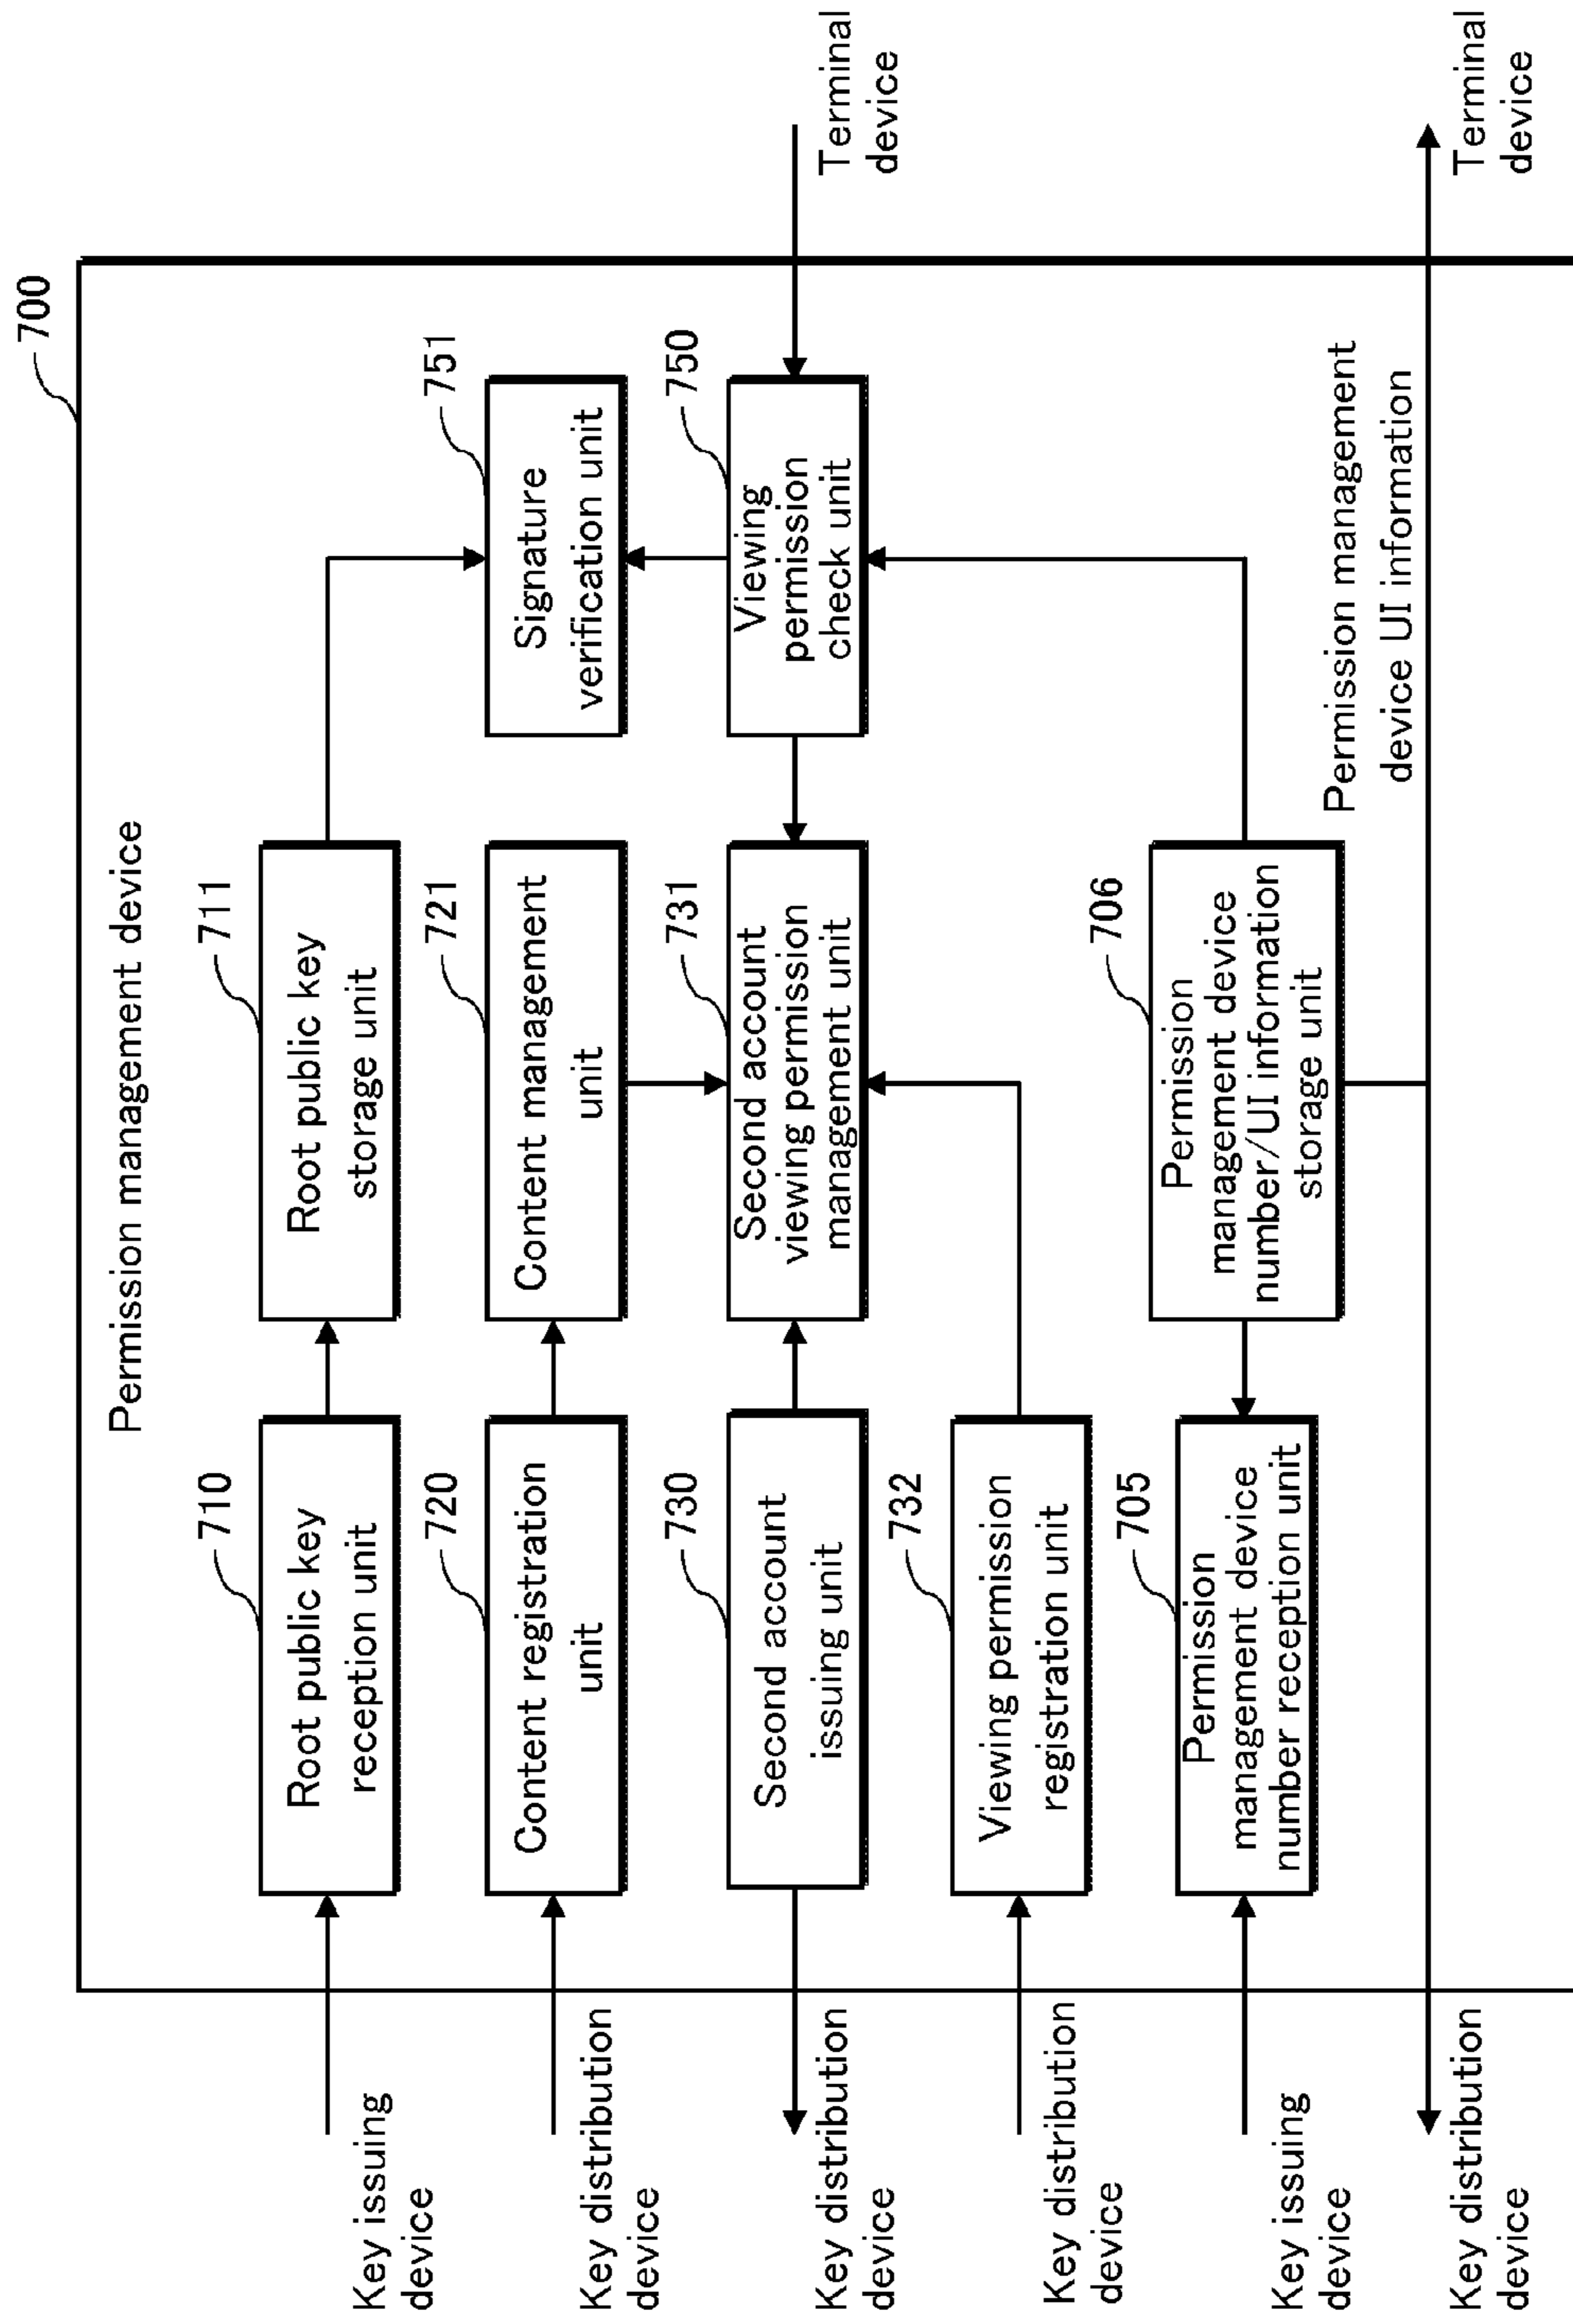 700
Permission management device
710
Root public key
reception unit
711
Root public key
storage unit
751
Signature
verification unit
720
Content registration
unit
721
Content management
unit
730
Second account
issuing unit
731
Second account
viewing permission
management unit
750
Viewing
permission
check unit
732
Viewing permission
registration unit
705
Permission
management device
number reception unit
706
Permission
management device
number/UI information
storage unit
Permission management
device UI information
Key issuing
device
Key distribution
device
Key distribution
device
Key distribution
device
Key issuing
device
Key distribution
device
Terminal
device
Terminal
device